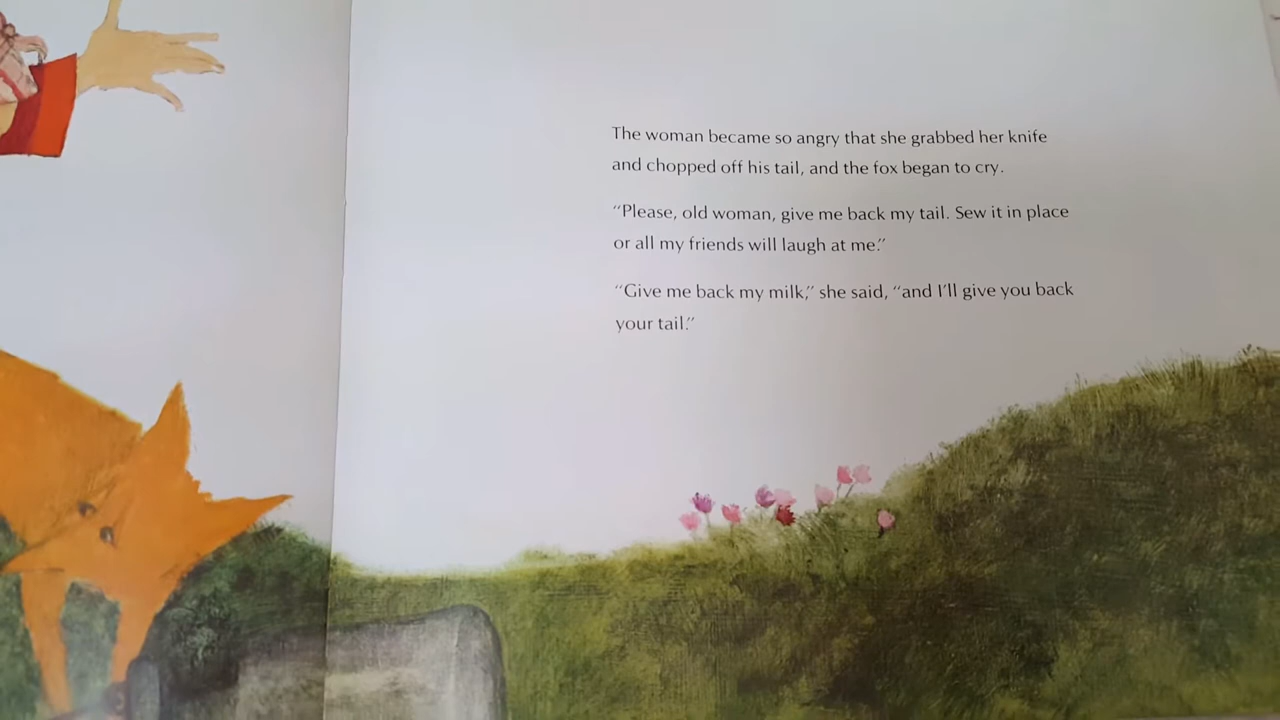 The woman became so angry that she grabbed her knife
and chopped off his tail, and the fox began to cry.
“Please, old woman, give me back my tail. Sew it in place
or all my friends will laugh at me.”
“Give me back my milk,” she said, “and I’ll give you back
your tail.”